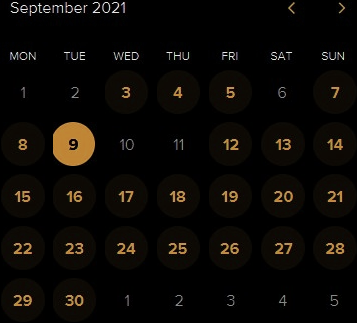 September 2021
MON TUE WED THU FRI SAT SUN
1 2 3 4 5 6 7
8 9 10 11 12 13 14
15 16 17 18 19 20 21
22 23 24 25 26 27 28
29 30 1 2 3 4 5